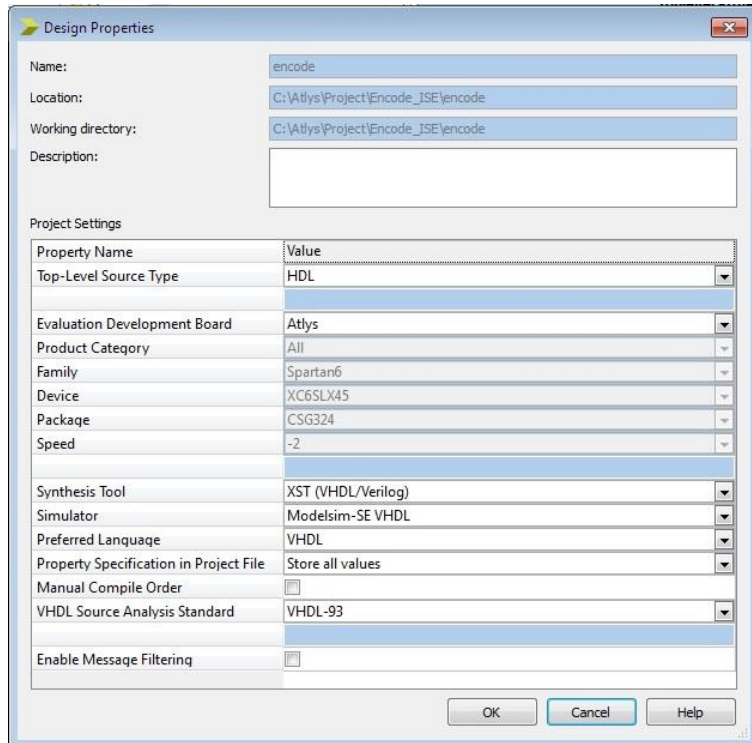 Design Properties
Name: encode
Location: C:\Atlys\Project\Encode_ISE\encode
Working directory: C:\Atlys\Project\Encode_ISE\encode
Description:
Project Settings
Property Name Value
Top-Level Source Type HDL
Evaluation Development Board Atlys
Product Category All
Family Spartan6
Device XC6SLX45
Package CSG324
Speed -2
Synthesis Tool XST (VHDL/Verilog)
Simulator Modelsim-SE VHDL
Preferred Language VHDL
Property Specification in Project File Store all values
Manual Compile Order
VHDL Source Analysis Standard VHDL-93
Enable Message Filtering
OK Cancel Help